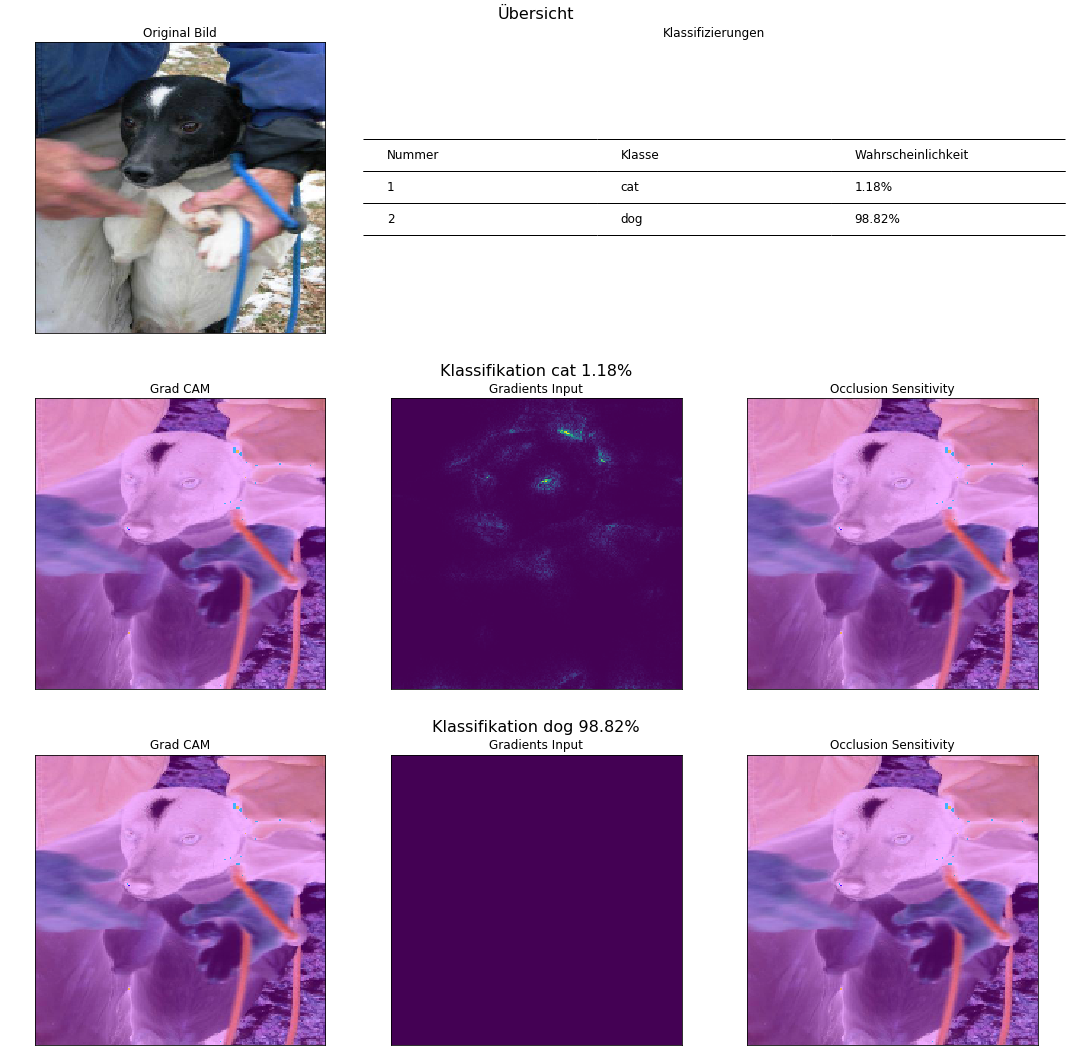 Übersicht
Original Bild
Klassifizierungen
Nummer Klasse Wahrscheinlichkeit
1 cat 1.18%
2 dog 98.82%
Klassifikation cat 1.18%
Grad CAM
Gradients Input
Occlusion Sensitivity
Klassifikation dog 98.82%
Grad CAM
Gradients Input
Occlusion Sensitivity